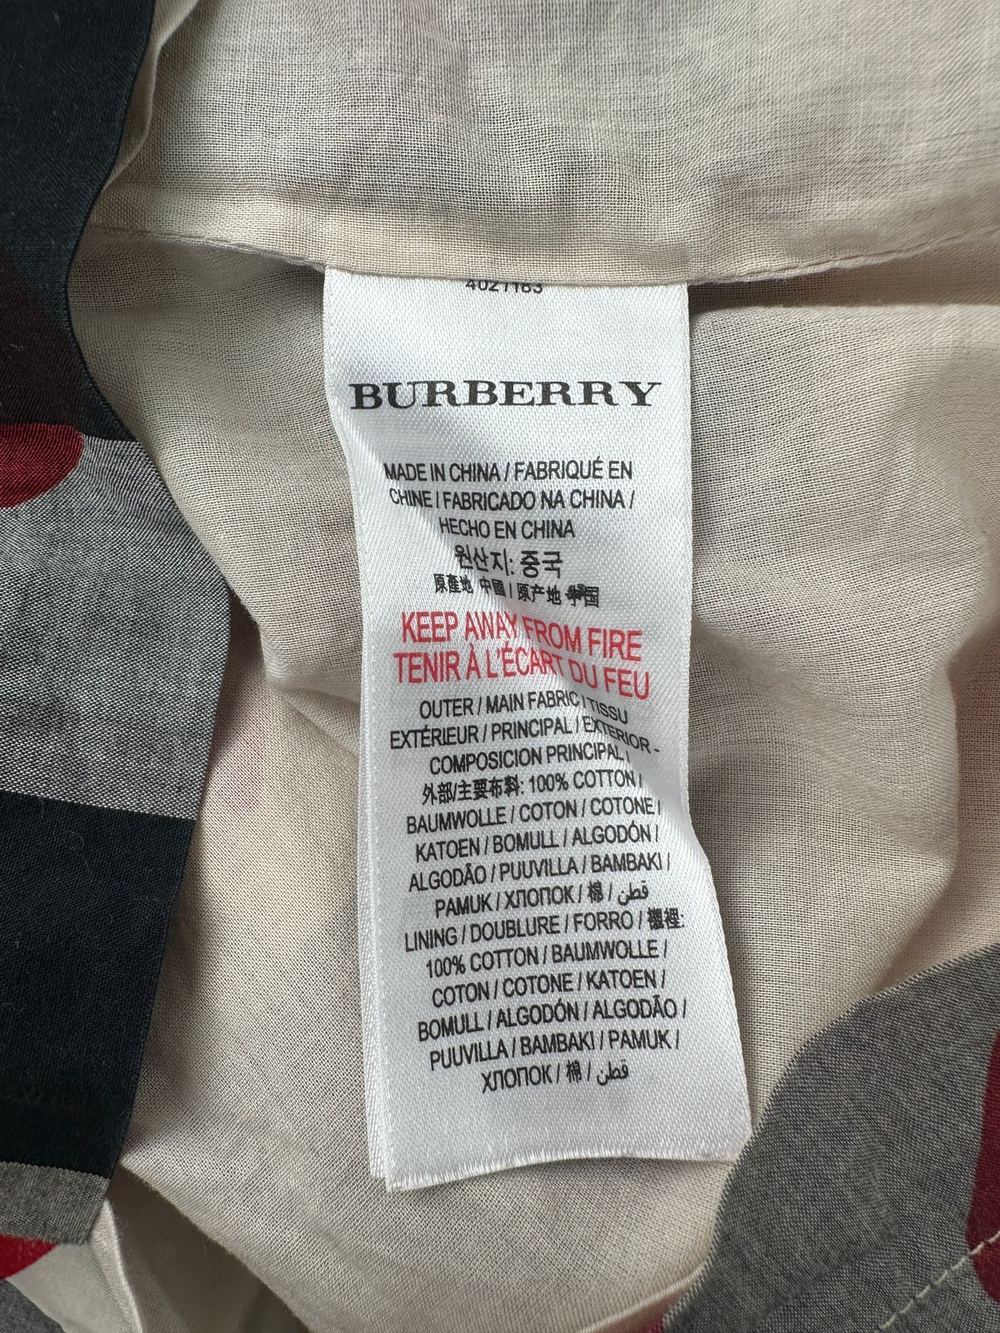 4027163
BURBERRY
MADE IN CHINA / FABRIQUÉ EN
CHINE / FABRICADO NA CHINA /
HECHO EN CHINA
원산지: 중국
原產地 中國 | 原产地 中国
KEEP AWAY FROM FIRE
TENIR À L'ÉCART DU FEU
OUTER / MAIN FABRIC / TISSU
EXTÉRIEUR / PRINCIPAL / EXTERIOR -
COMPOSICION PRINCIPAL /
外部/主要布料: 100% COTTON /
BAUMWOLLE / COTON / COTONE /
KATOEN / BOMULL / ALGODÓN /
ALGODÃO / PUUVILLA / BAMBAKI /
PAMUK / ХЛОПОК / 棉 / قطن
LINING / DOUBLURE / FORRO / 襯裡:
100% COTTON / BAUMWOLLE /
COTON / COTONE / KATOEN /
BOMULL / ALGODÓN / ALGODÃO /
PUUVILLA / BAMBAKI / PAMUK /
ХЛОПОК / 棉 / قطن